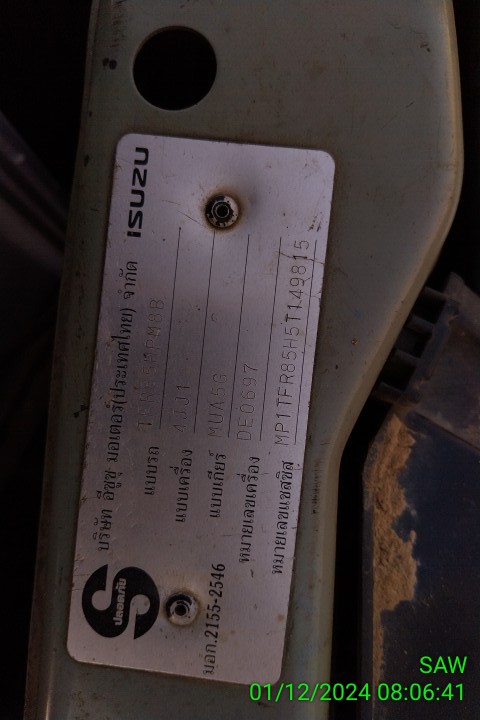 ISUZU
บริษัท อีซูซุ มอเตอร์(ประเทศไทย) จำกัด
แบบรถ
แบบเครื่อง 4JJ1
แบบเกียร์ MUA5G
หมายเลขเครื่อง DE0697
หมายเลขแชสซิส MP1TFR85H5T149815
ปลอดภัย
มอก.2155-2546
SAW
01/12/2024 08:06:41